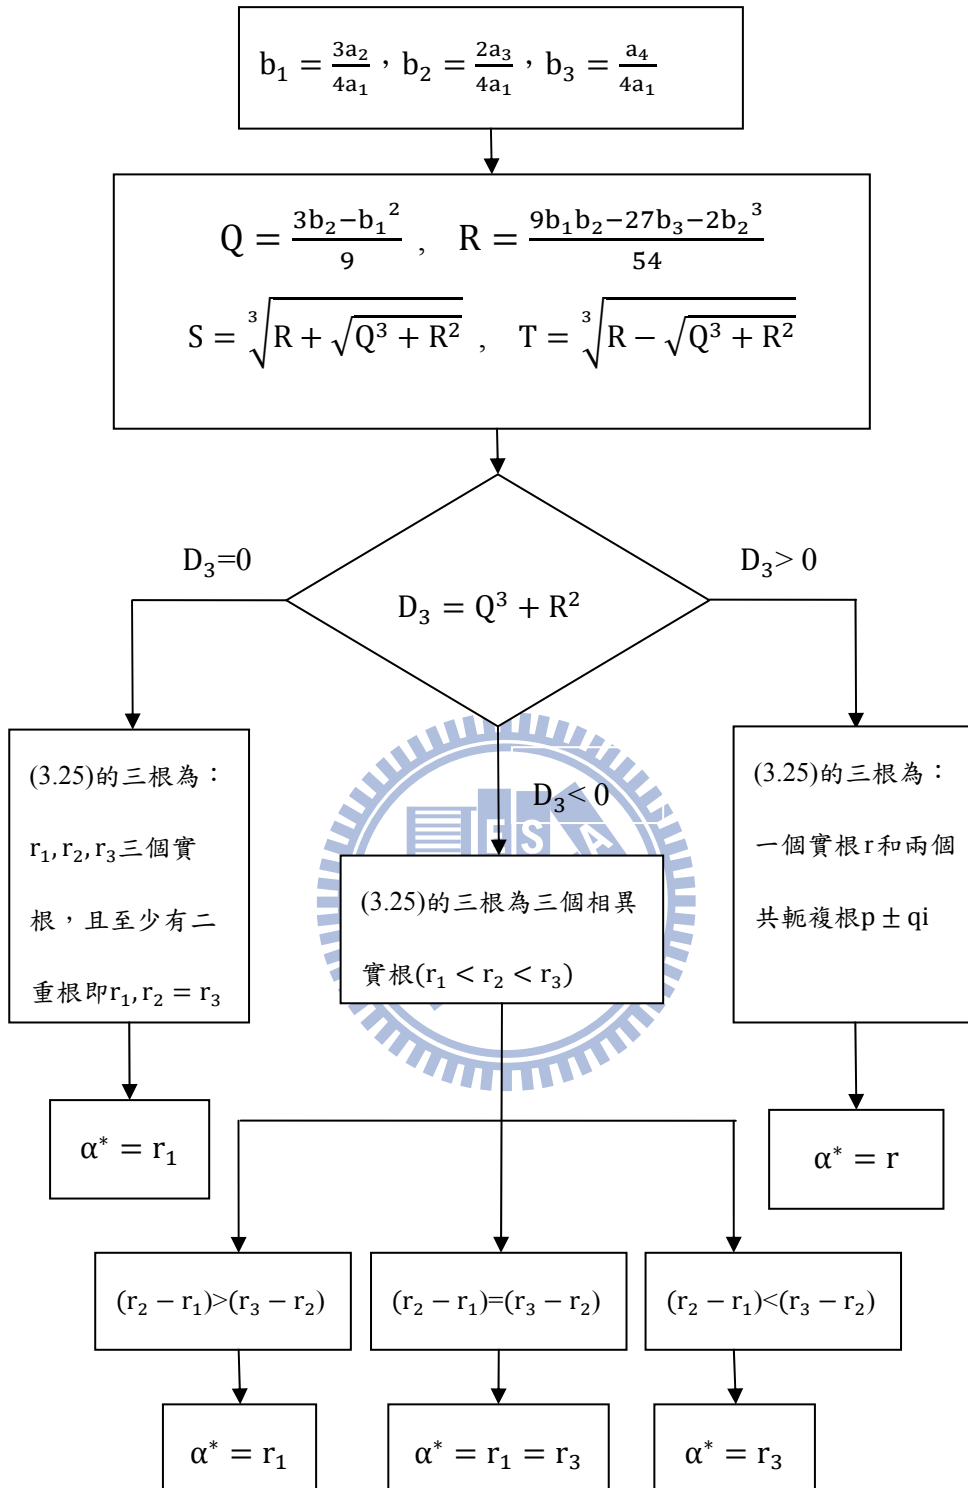 b₁ = 3a₂/4a₁，b₂ = 2a₃/4a₁，b₃ = a₄/4a₁
Q = (3b₂−b₁²)/9 , R = (9b₁b₂−27b₃−2b₂³)/54
S = ∛(R + √(Q³ + R²)) , T = ∛(R − √(Q³ + R²))
D₃=0
D₃> 0
D₃ = Q³ + R²
D₃< 0
(3.25)的三根為：
r₁, r₂, r₃三個實
根，且至少有二
重根即r₁, r₂ = r₃
(3.25)的三根為三個相異
實根(r₁ < r₂ < r₃)
(3.25)的三根為：
一個實根r和兩個
共軛複根p ± qi
α* = r₁
α* = r
(r₂ − r₁)>(r₃ − r₂)
(r₂ − r₁)=(r₃ − r₂)
(r₂ − r₁)<(r₃ − r₂)
α* = r₁
α* = r₁ = r₃
α* = r₃